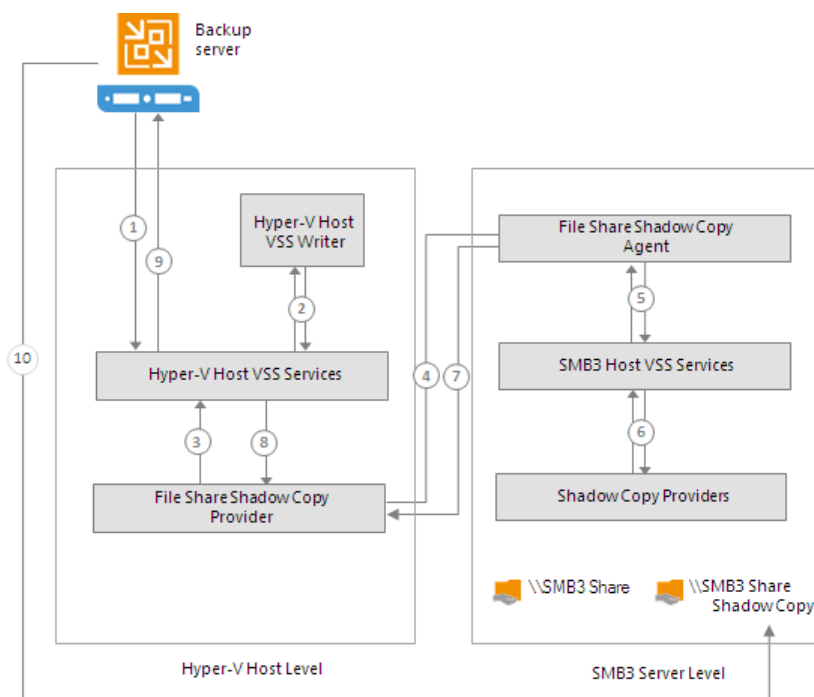 Backup
server
1
9
Hyper-V Host
VSS Writer
2
Hyper-V Host VSS Services
3
8
File Share Shadow Copy
Provider
10
4
7
File Share Shadow Copy
Agent
5
SMB3 Host VSS Services
6
Shadow Copy Providers
\\SMB3 Share
\\SMB3 Share
Shadow Copy
Hyper-V Host Level
SMB3 Server Level